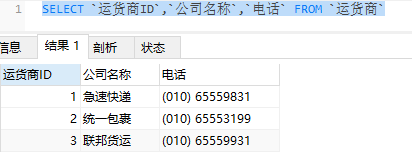 1 SELECT `运货商ID`,`公司名称`,`电话` FROM `运货商`
信息 结果 1 剖析 状态
运货商ID 公司名称 电话
1 急速快递 (010) 65559831
2 统一包裹 (010) 65553199
3 联邦货运 (010) 65559931